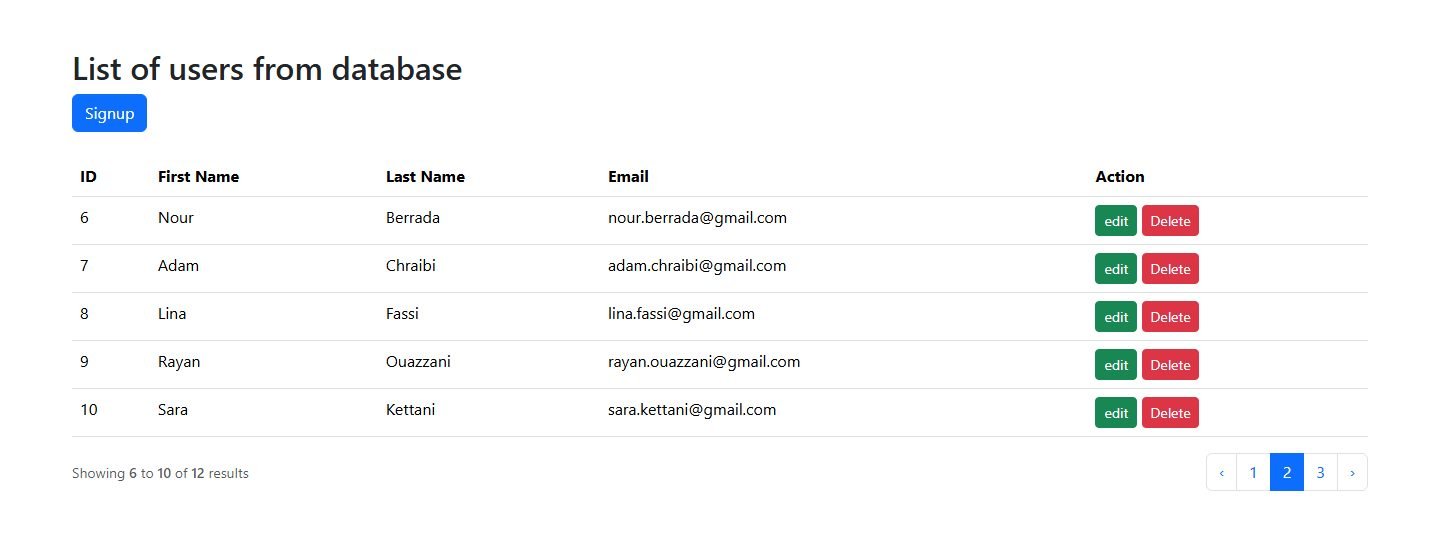 List of users from database
Signup
ID First Name Last Name Email Action
6 Nour Berrada nour.berrada@gmail.com edit Delete
7 Adam Chraibi adam.chraibi@gmail.com edit Delete
8 Lina Fassi lina.fassi@gmail.com edit Delete
9 Rayan Ouazzani rayan.ouazzani@gmail.com edit Delete
10 Sara Kettani sara.kettani@gmail.com edit Delete
Showing 6 to 10 of 12 results ‹ 1 2 3 ›